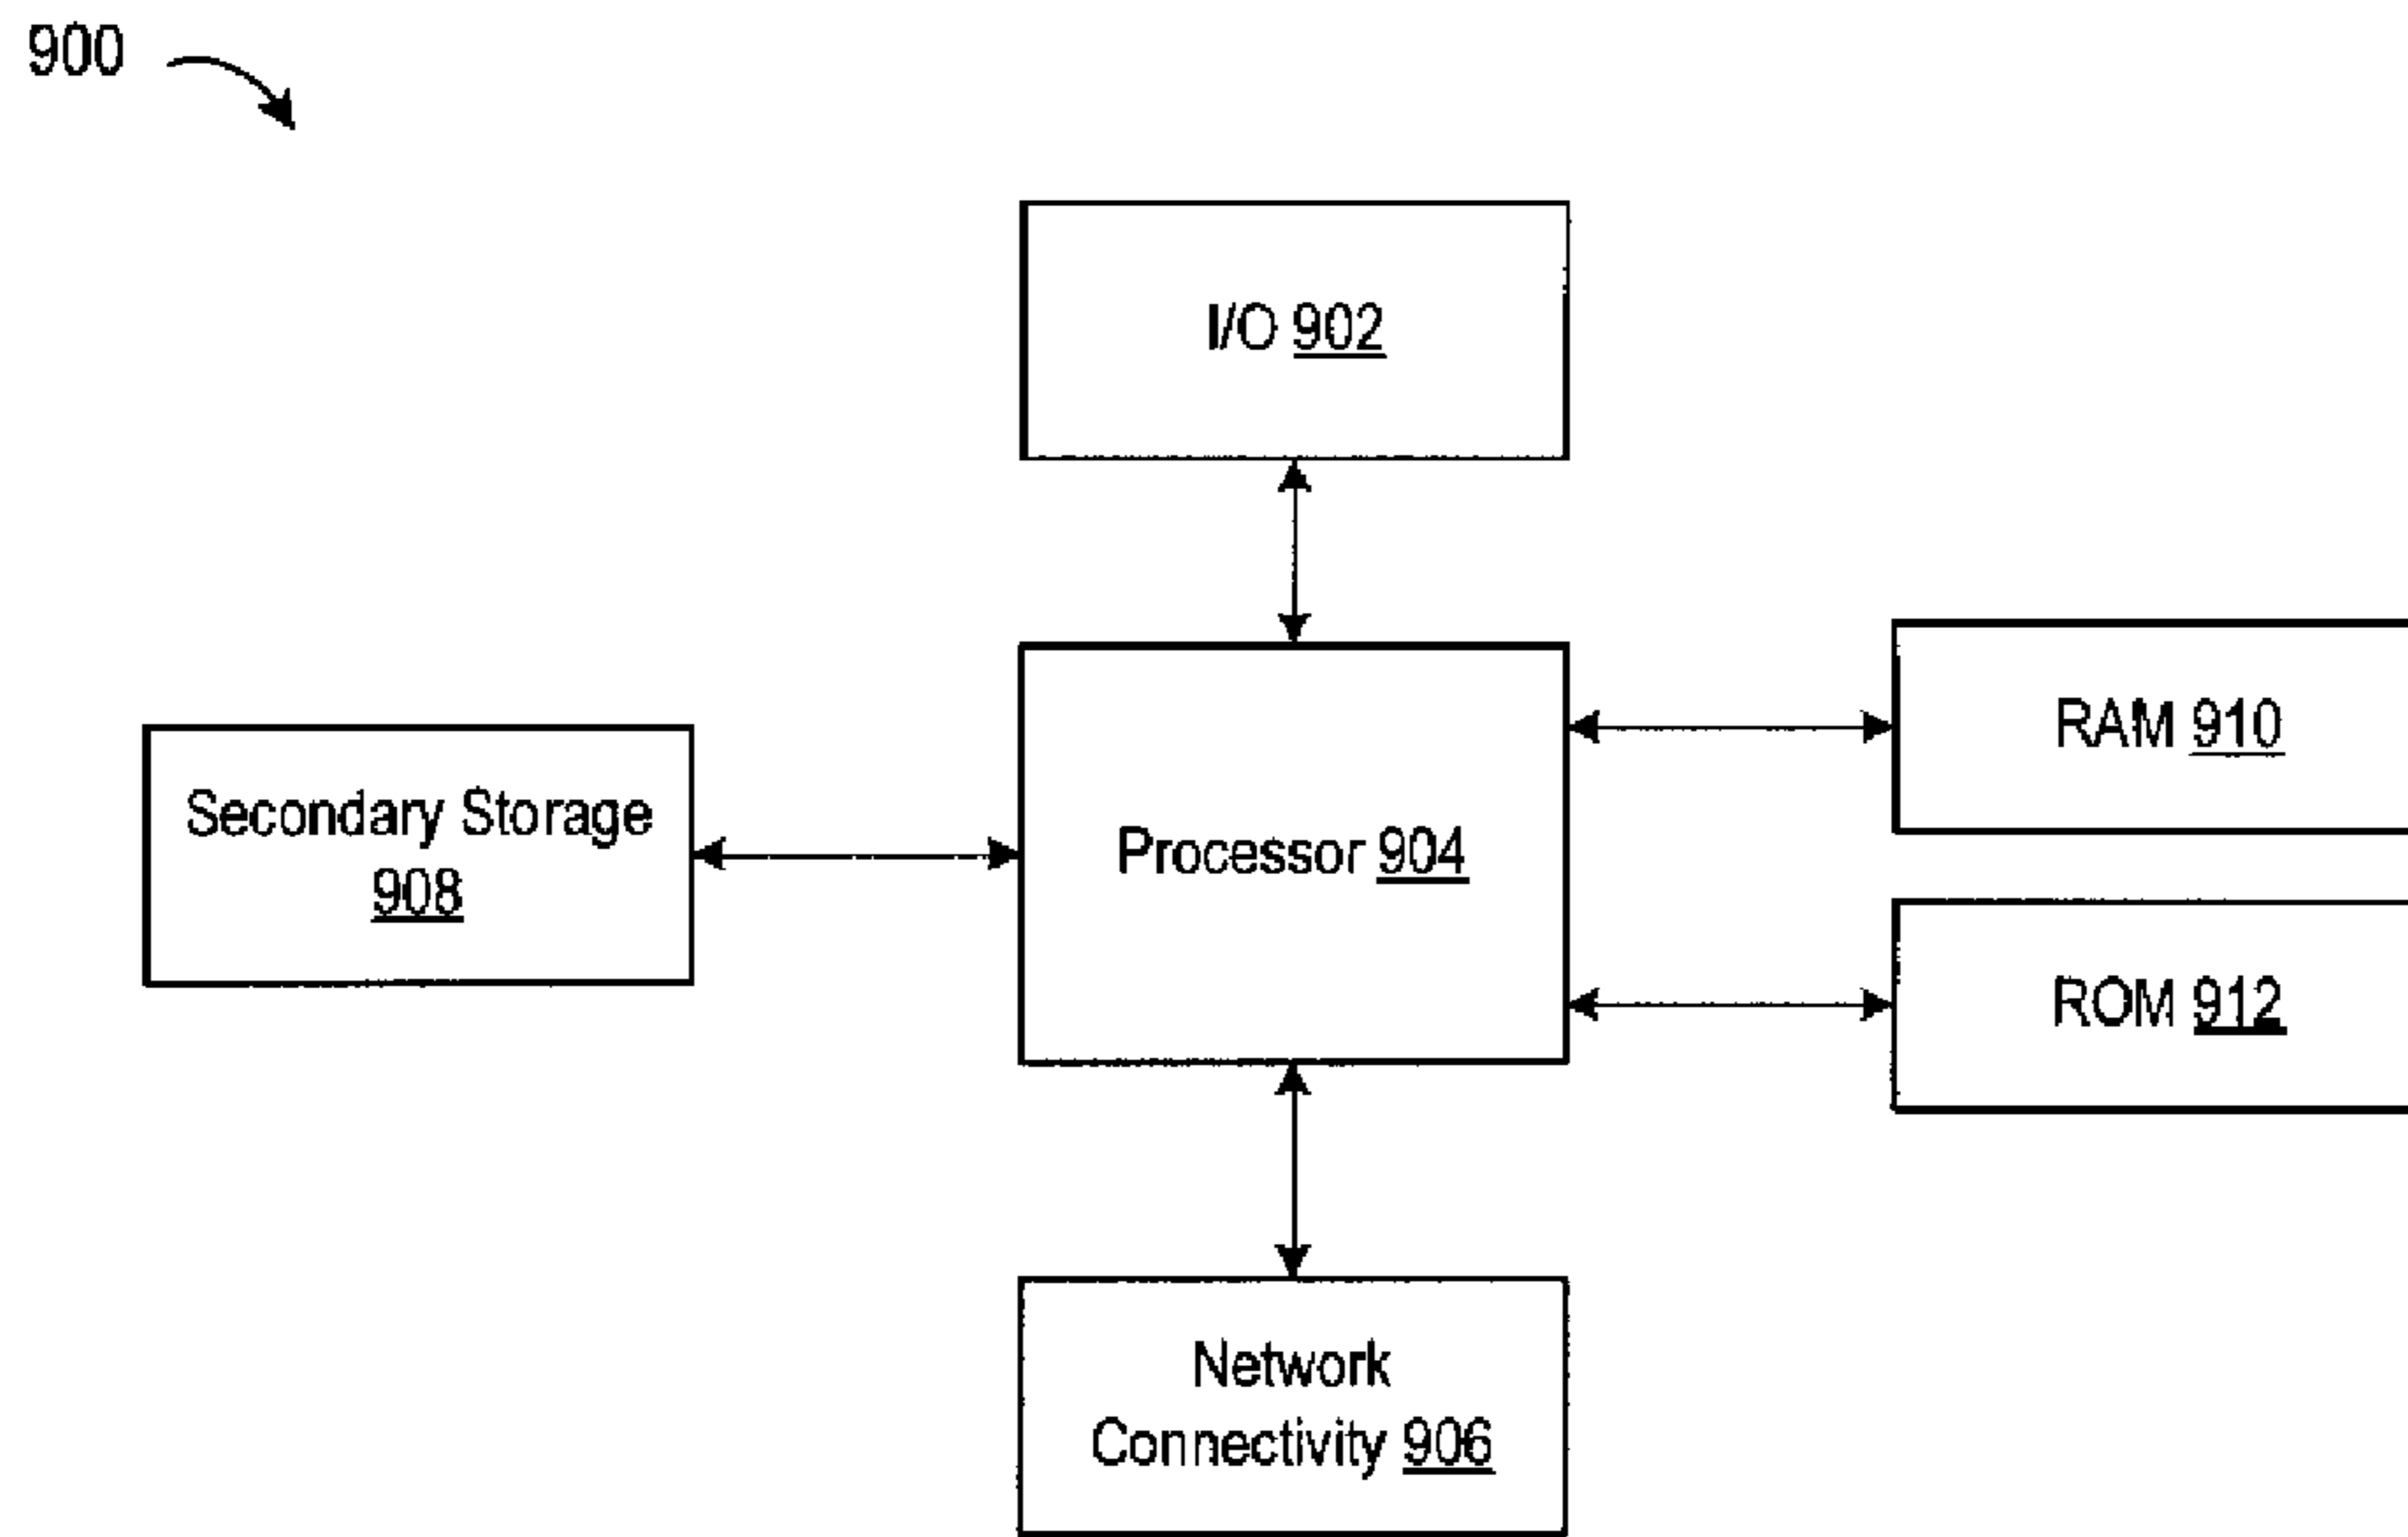 900
I/O 902
RAM 910
Secondary Storage
908
Processor 904
ROM 912
Network
Connectivity 906